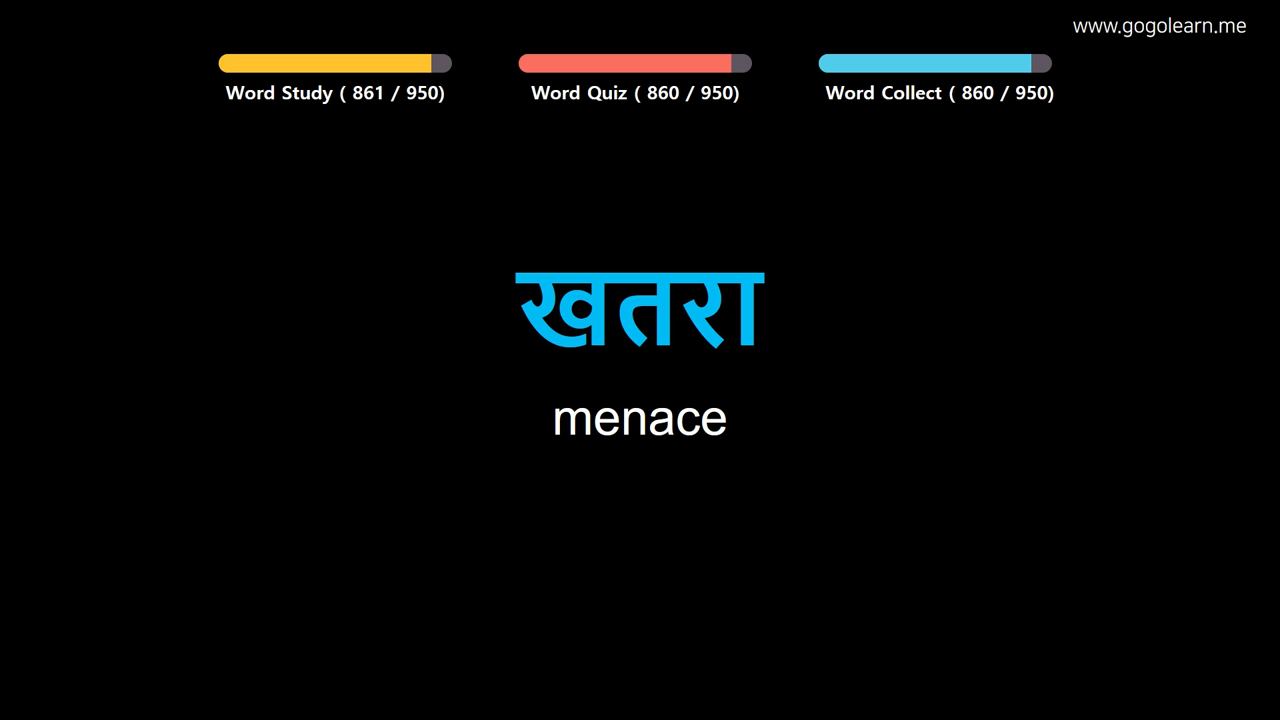 www.gogolearn.me
Word Study ( 861 / 950)
Word Quiz ( 860 / 950)
Word Collect ( 860 / 950)
खतरा
menace